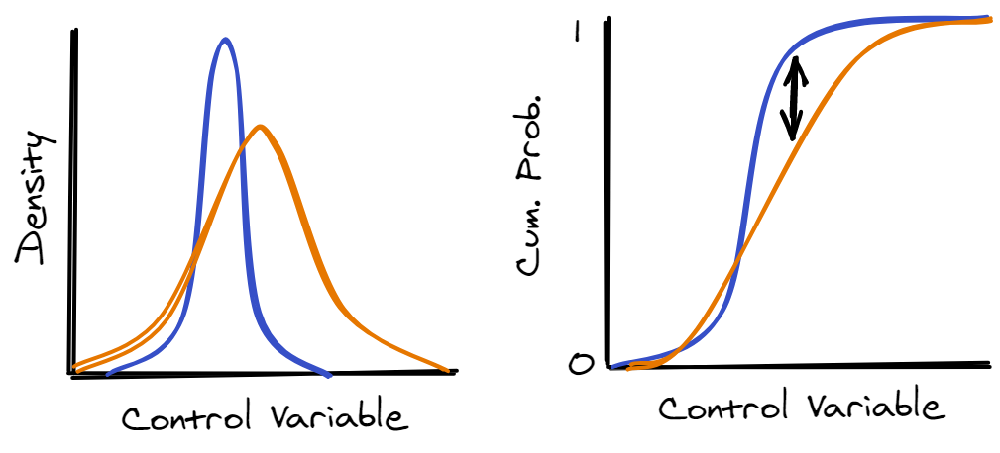 Density
Control Variable
1
Cum. Prob.
0
Control Variable